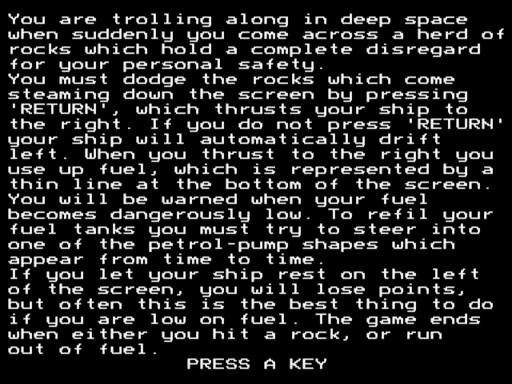 You are trolling along in deep space
when suddenly you come across a herd of
rocks which hold a complete disregard
for your personal safety.
You must dodge the rocks which come
steaming down the screen by pressing
'RETURN', which thrusts your ship to
the right. If you do not press 'RETURN'
your ship will automatically drift
left. When you thrust to the right you
use up fuel, which is represented by a
thin line at the bottom of the screen.
You will be warned when your fuel
becomes dangerously low. To refil your
fuel tanks you must try to steer into
one of the petrol-pump shapes which
appear from time to time.
If you let your ship rest on the left
of the screen, you will lose points,
but often this is the best thing to do
if you are low on fuel. The game ends
when either you hit a rock, or run
out of fuel.
PRESS A KEY